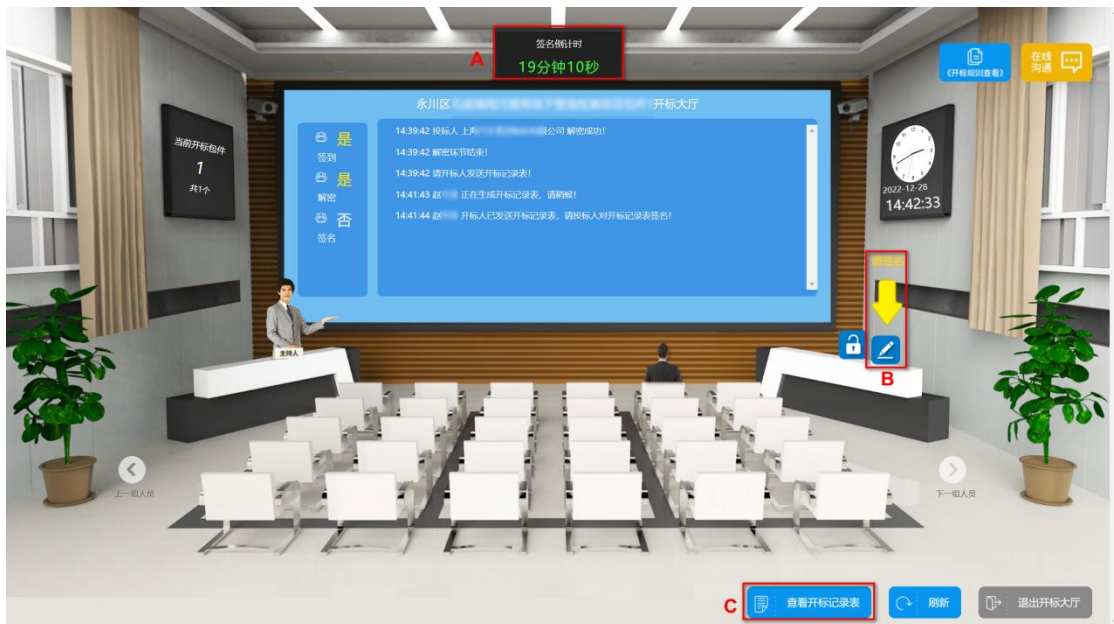 签名倒计时
A
19分钟10秒
《开标规则查看》
在线
沟通
永川区
开标大厅
当前开标包件
1
共1个
是
签到
是
解密
否
签名
14:39:42 投标人 上海
公司 解密成功!
14:39:42 解密环节结束!
14:39:42 请开标人发送开标记录表!
14:41:43 赵 正在生成开标记录表,请稍候!
14:41:44 赵 开标人已发送开标记录表,请投标人对开标记录表签名!
2022-12-28
14:42:33
请签名
B
主持人
上一组人员
下一组人员
C
查看开标记录表
刷新
退出开标大厅